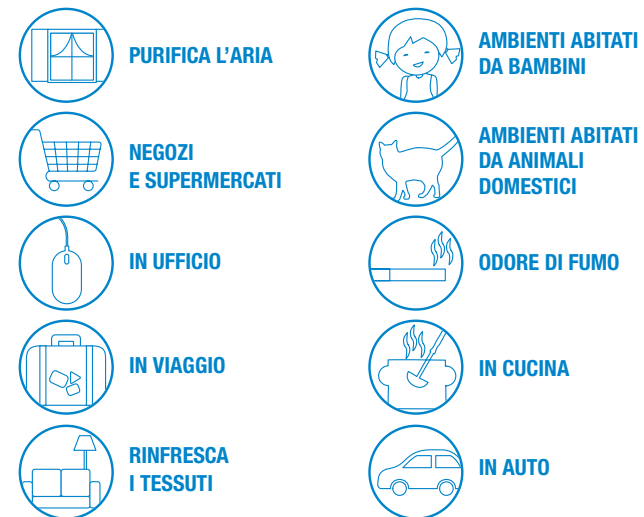 PURIFICA L’ARIA
NEGOZI
E SUPERMERCATI
IN UFFICIO
IN VIAGGIO
RINFRESCA
I TESSUTI
AMBIENTI ABITATI
DA BAMBINI
AMBIENTI ABITATI
DA ANIMALI
DOMESTICI
ODORE DI FUMO
IN CUCINA
IN AUTO